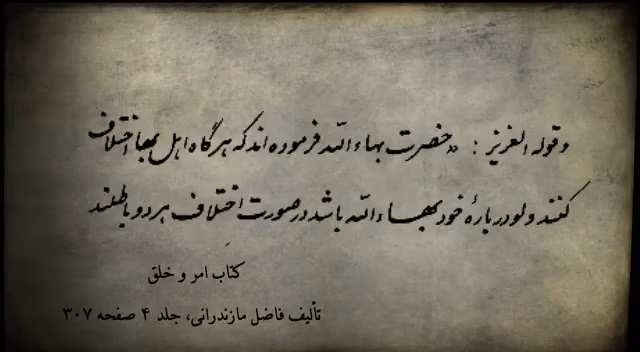 و قوله العزیز : «حضرت بهاءالله فرموده‌اند که هرگاه اهل بها اختلاف
کنند ولو درباره خود بهاءالله باشد در صورت اختلاف هر دو باطلند
کتاب امر و خلق
تألیف فاضل مازندرانی، جلد ۴ صفحه ۳۰۷